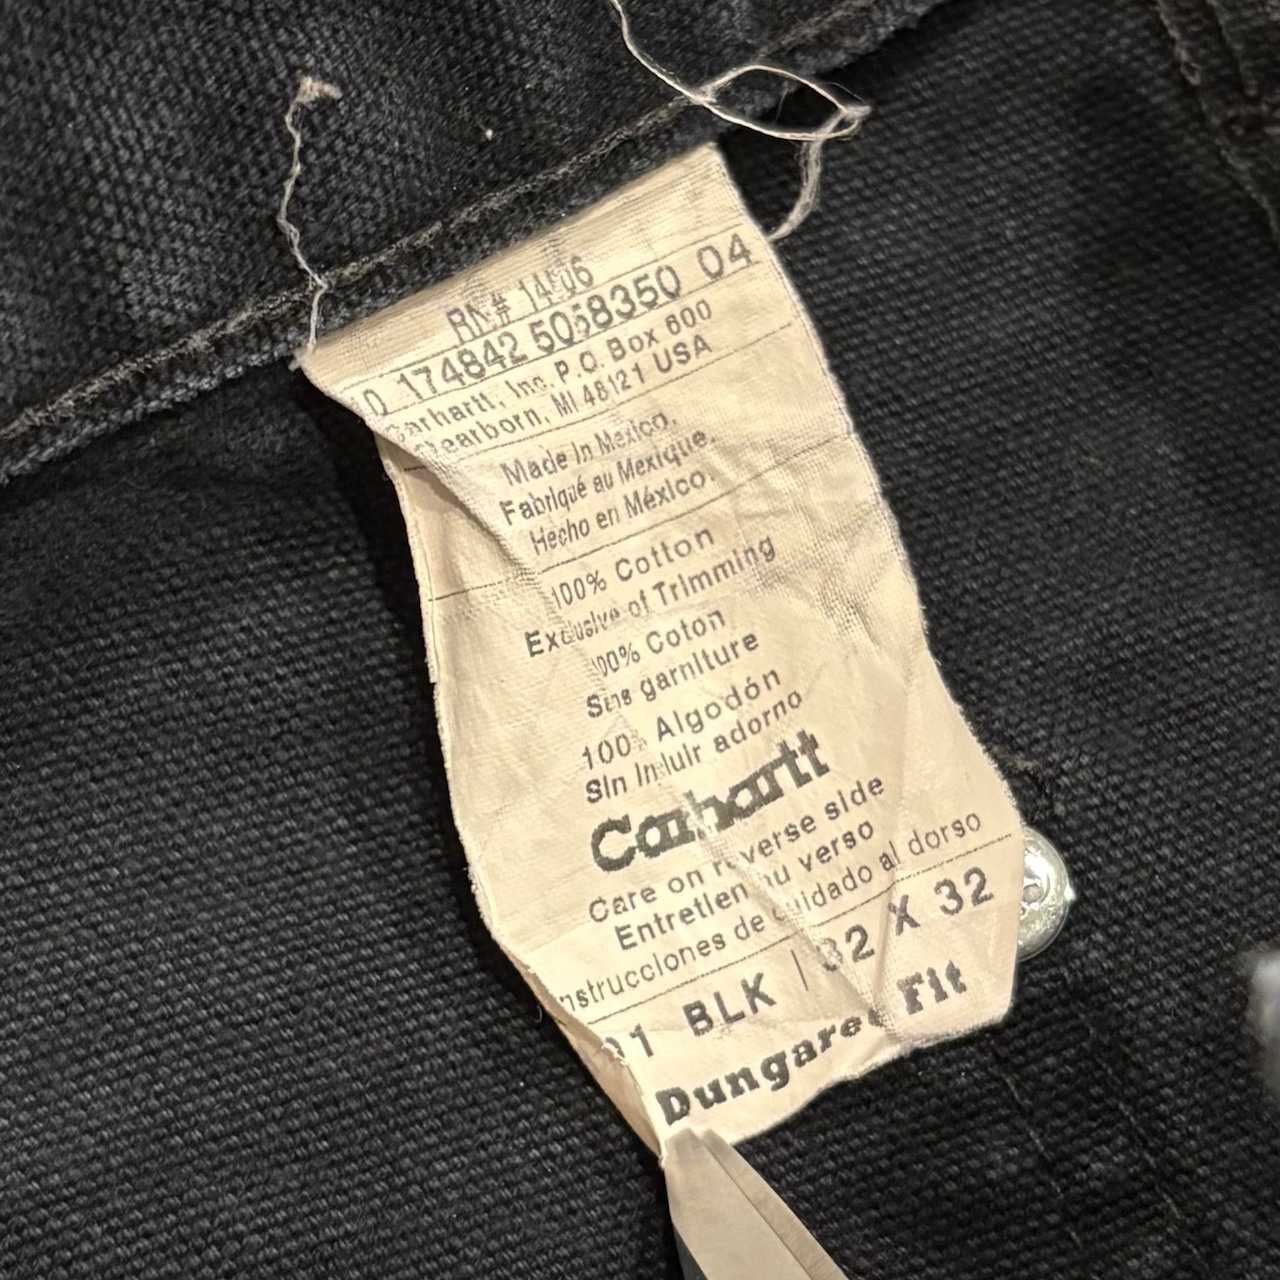 RN# 14806
174842 5058350 04
Carhartt, Inc. P.O. Box 600
Dearborn, MI 48121 USA
Made in Mexico.
Fabriqué au Mexique.
Hecho en México.
100% Cotton
Exclusive of Trimming
100% Coton
Sans garniture
100% Algodón
Sin Incluir adorno
Carhartt
Care on reverse side
Entretien au verso
Instrucciones de cuidado al dorso
BLK | 32 X 32
Dungaree Fit